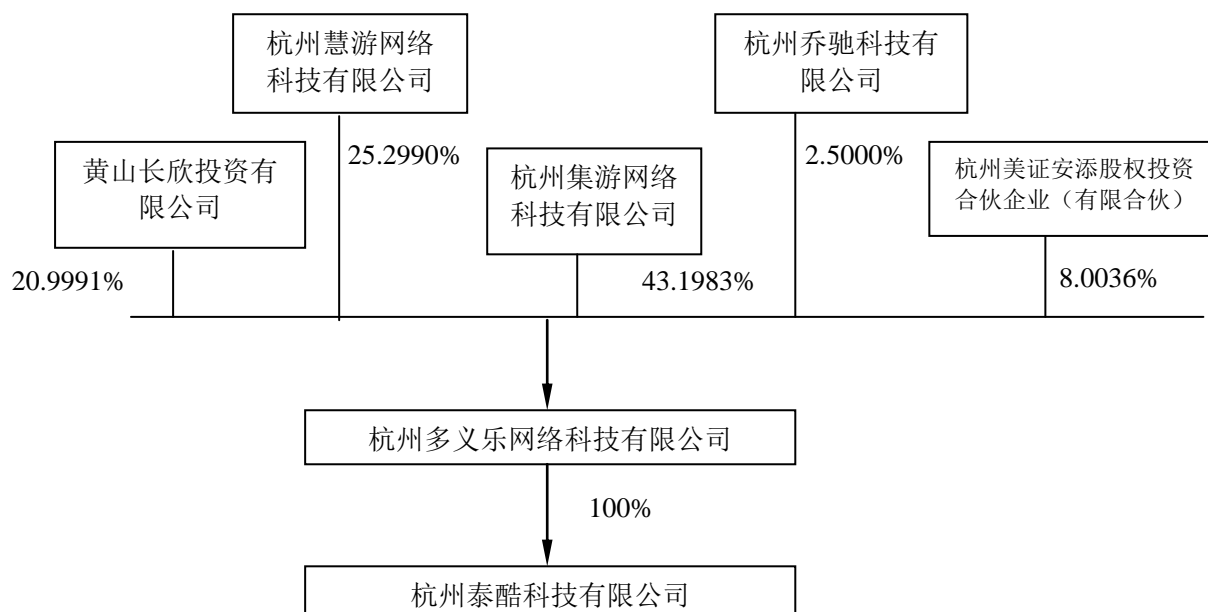 杭州慧游网络
科技有限公司
杭州乔驰科技有
限公司
黄山长欣投资有
限公司
25.2990%
杭州集游网络
科技有限公司
2.5000%
杭州美证安添股权投资
合伙企业（有限合伙）
20.9991%
43.1983%
8.0036%
杭州多义乐网络科技有限公司
100%
杭州泰酷科技有限公司